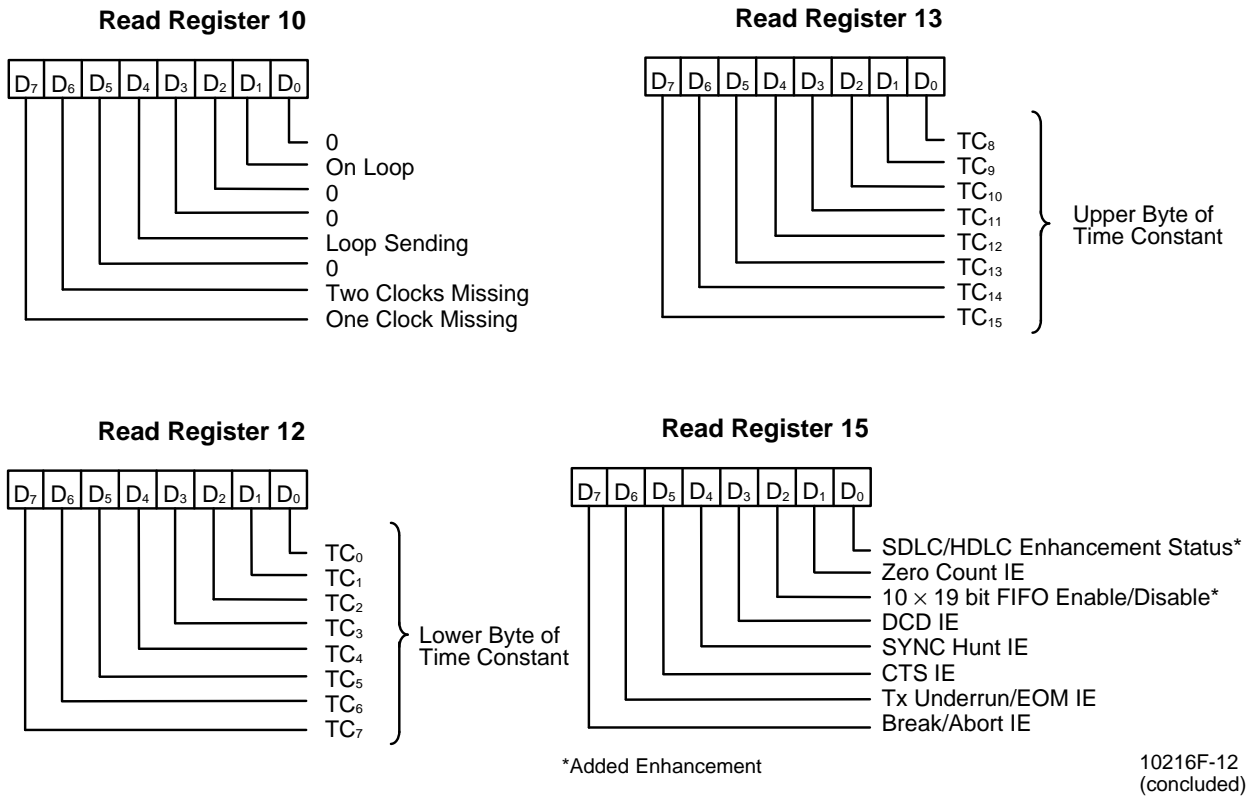 Read Register 10
D₇ D₆ D₅ D₄ D₃ D₂ D₁ D₀
0
On Loop
0
0
Loop Sending
0
Two Clocks Missing
One Clock Missing
Read Register 13
D₇ D₆ D₅ D₄ D₃ D₂ D₁ D₀
TC₈
TC₉
TC₁₀
TC₁₁
TC₁₂
TC₁₃
TC₁₄
TC₁₅
Upper Byte of
Time Constant
Read Register 12
D₇ D₆ D₅ D₄ D₃ D₂ D₁ D₀
TC₀
TC₁
TC₂
TC₃
TC₄
TC₅
TC₆
TC₇
Lower Byte of
Time Constant
Read Register 15
D₇ D₆ D₅ D₄ D₃ D₂ D₁ D₀
SDLC/HDLC Enhancement Status*
Zero Count IE
10 × 19 bit FIFO Enable/Disable*
DCD IE
SYNC Hunt IE
CTS IE
Tx Underrun/EOM IE
Break/Abort IE
*Added Enhancement
10216F-12
(concluded)